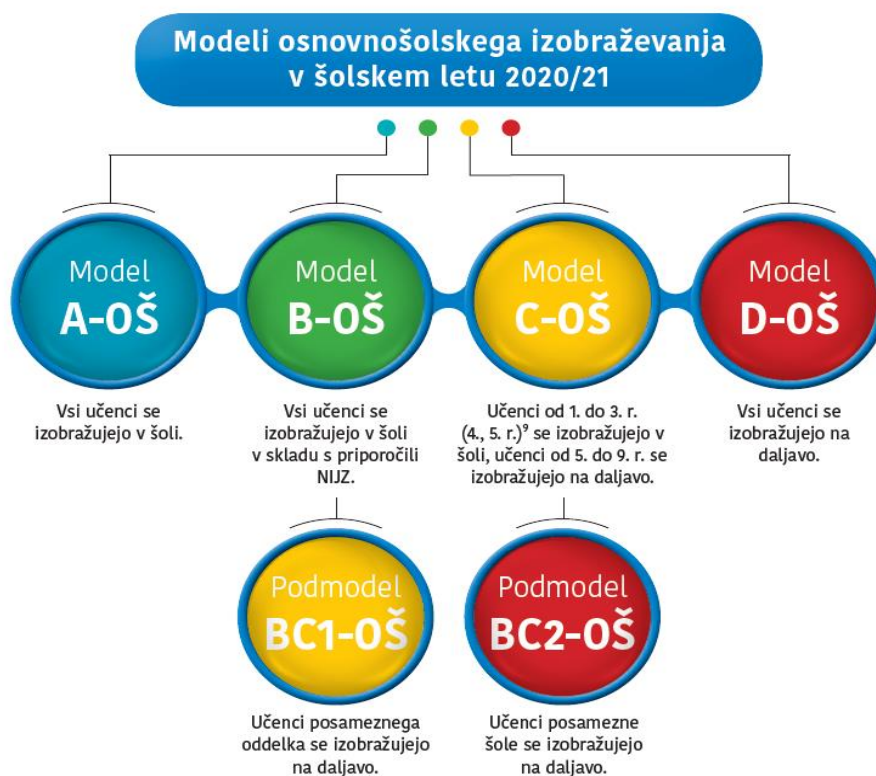 Modeli osnovnošolskega izobraževanja
v šolskem letu 2020/21
Model
A-OŠ
Vsi učenci se
izobražujejo v šoli.
Model
B-OŠ
Vsi učenci se
izobražujejo v šoli
v skladu s priporočili
NIJZ.
Model
C-OŠ
Učenci od 1. do 3. r.
(4., 5. r.)⁹ se izobražujejo v
šoli, učenci od 5. do 9. r. se
izobražujejo na daljavo.
Model
D-OŠ
Vsi učenci se
izobražujejo na
daljavo.
Podmodel
BC1-OŠ
Učenci posameznega
oddelka se izobražujejo
na daljavo.
Podmodel
BC2-OŠ
Učenci posamezne
šole se izobražujejo
na daljavo.